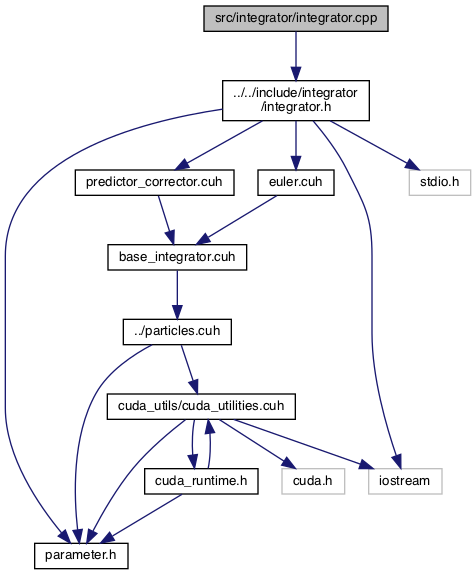 src/integrator/integrator.cpp
../../include/integrator
/integrator.h
predictor_corrector.cuh
euler.cuh
stdio.h
base_integrator.cuh
../particles.cuh
cuda_utils/cuda_utilities.cuh
cuda_runtime.h
cuda.h
iostream
parameter.h